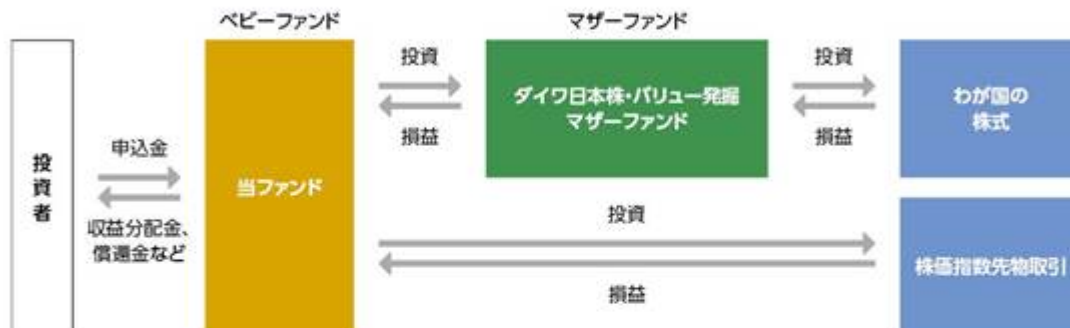 ベビーファンド
マザーファンド
投資
損益
ダイワ日本株・バリュー発掘
マザーファンド
投資
損益
わが国の
株式
投資者
申込金
収益分配金、
償還金など
当ファンド
投資
損益
株価指数先物取引